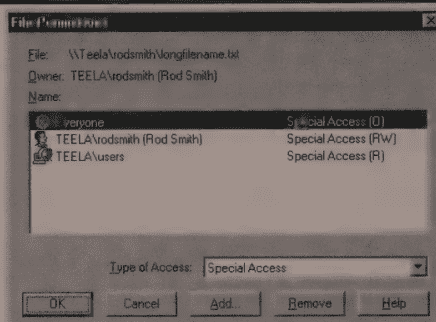 File Permissions
File: \\Teela\rodsmith\longfilename.txt
Owner: TEELA\rodsmith (Rod Smith)
Name:
Everyone Special Access (O)
TEELA\rodsmith (Rod Smith) Special Access (RW)
TEELA\users Special Access (R)
Type of Access: Special Access
OK Cancel Add... Remove Help